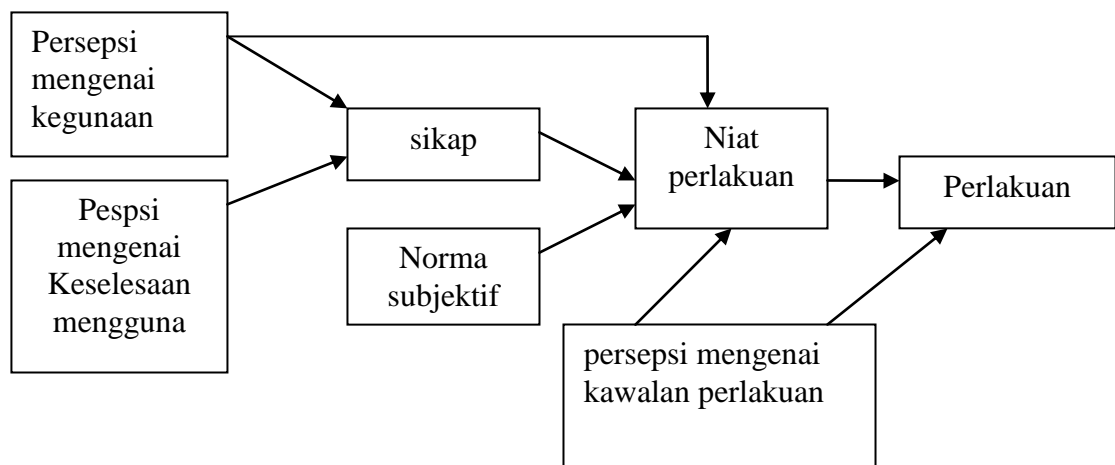 Persepsi
mengenai
kegunaan
sikap
Niat
perlakuan
Perlakuan
Pespsi
mengenai
Keselesaan
mengguna
Norma
subjektif
persepsi mengenai
kawalan perlakuan